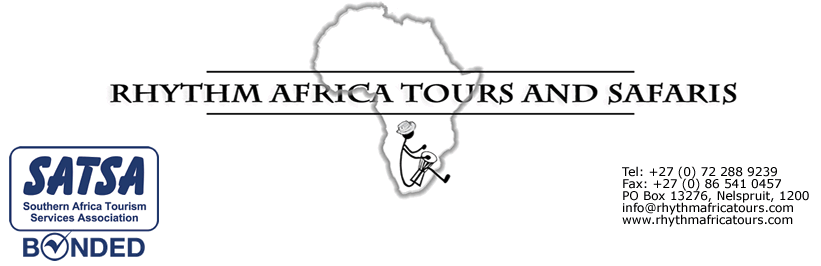 RHYTHM AFRICA TOURS AND SAFARIS
SATSA
Southern Africa Tourism
Services Association
BONDED
Tel: +27 (0) 72 288 9239
Fax: +27 (0) 86 541 0457
PO Box 13276, Nelspruit, 1200
info@rhythmafricatours.com
www.rhythmafricatours.com